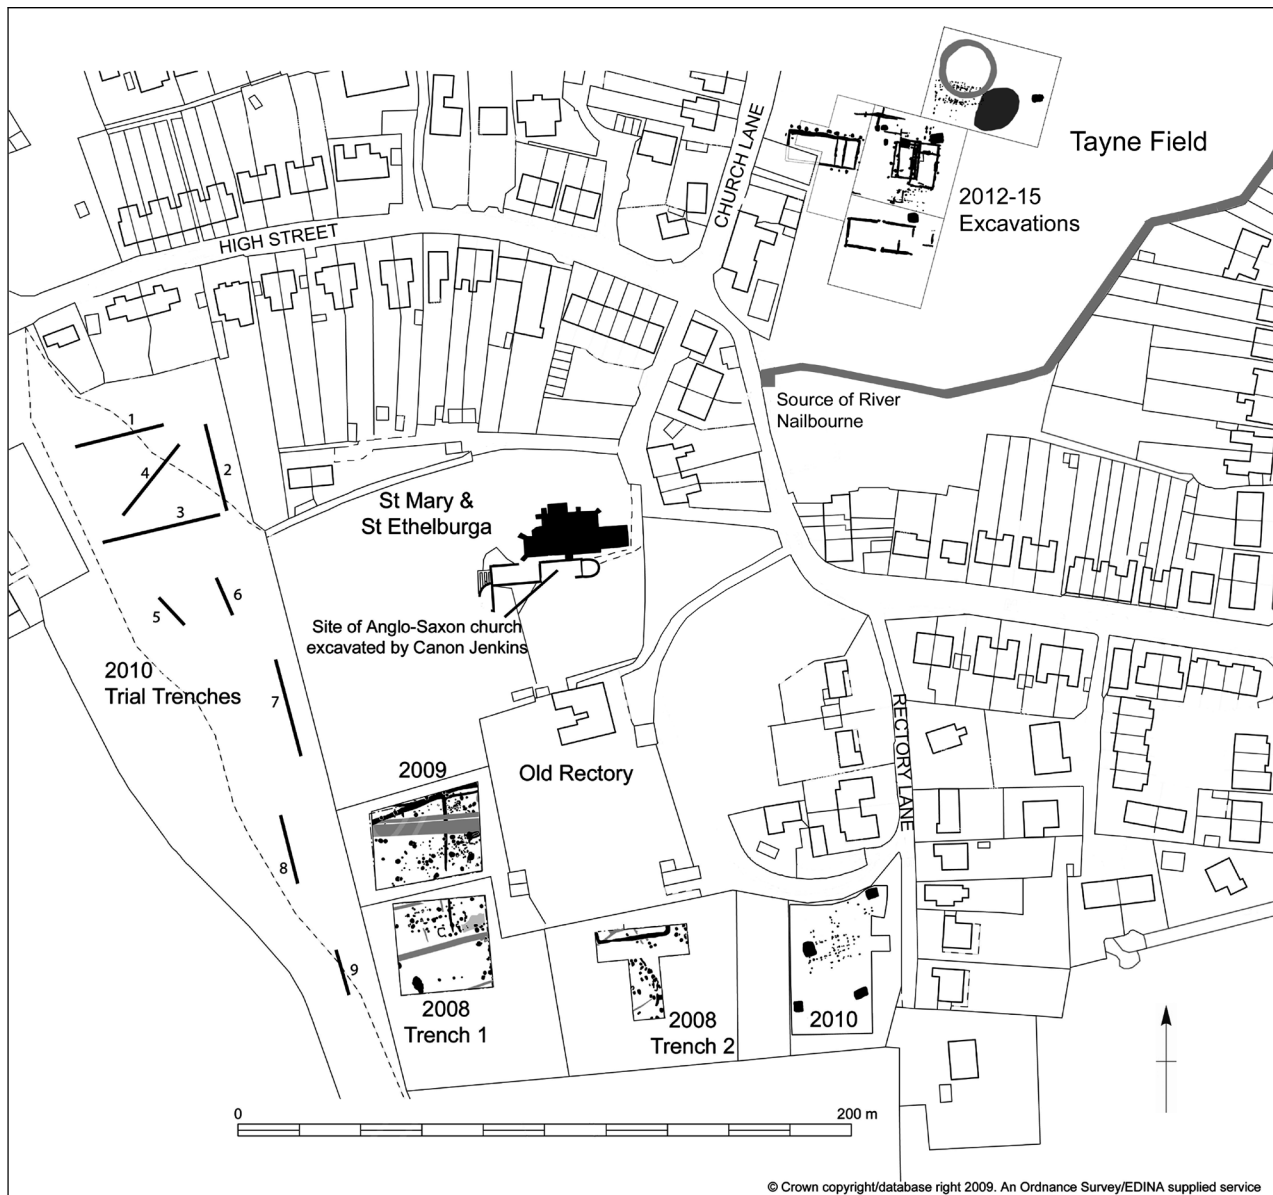 CHURCH LANE
Tayne Field
2012-15
Excavations
HIGH STREET
Source of River
Nailbourne
1
2
4
3
St Mary &
St Ethelburga
6
5
Site of Anglo-Saxon church
excavated by Canon Jenkins
2010
Trial Trenches
7
RECTORY LANE
Old Rectory
2009
8
9
2008
Trench 1
2008
Trench 2
2010
0
200 m
© Crown copyright/database right 2009. An Ordnance Survey/EDINA supplied service